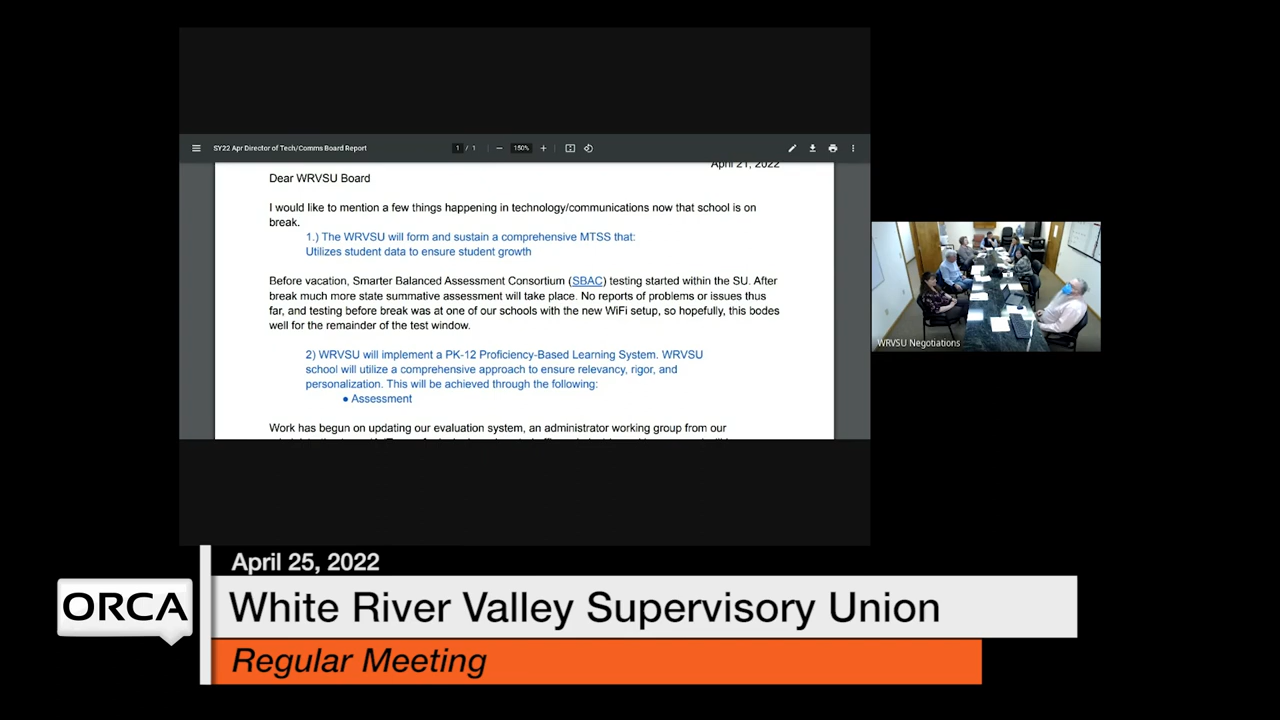 SY22 Apr Director of Tech/Comms Board Report
1 / 1
150%
April 21, 2022
Dear WRVSU Board
I would like to mention a few things happening in technology/communications now that school is on
break.
1.) The WRVSU will form and sustain a comprehensive MTSS that:
Utilizes student data to ensure student growth
Before vacation, Smarter Balanced Assessment Consortium (SBAC) testing started within the SU. After
break much more state summative assessment will take place. No reports of problems or issues thus
far, and testing before break was at one of our schools with the new WiFi setup, so hopefully, this bodes
well for the remainder of the test window.
2) WRVSU will implement a PK-12 Proficiency-Based Learning System. WRVSU
school will utilize a comprehensive approach to ensure relevancy, rigor, and
personalization. This will be achieved through the following:
● Assessment
Work has begun on updating our evaluation system, an administrator working group from our
WRVSU Negotiations
April 25, 2022
ORCA
White River Valley Supervisory Union
Regular Meeting